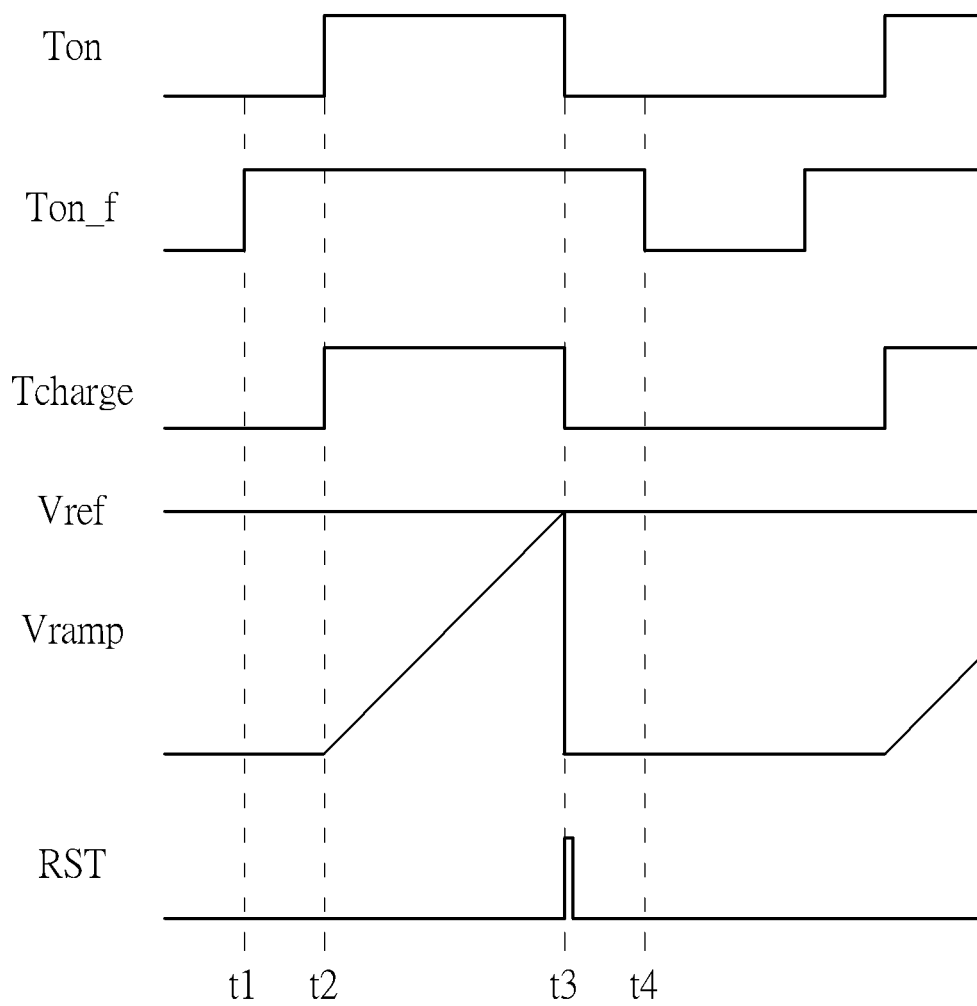 Ton
Ton_f
Tcharge
Vref
Vramp
RST
t1 t2 t3 t4